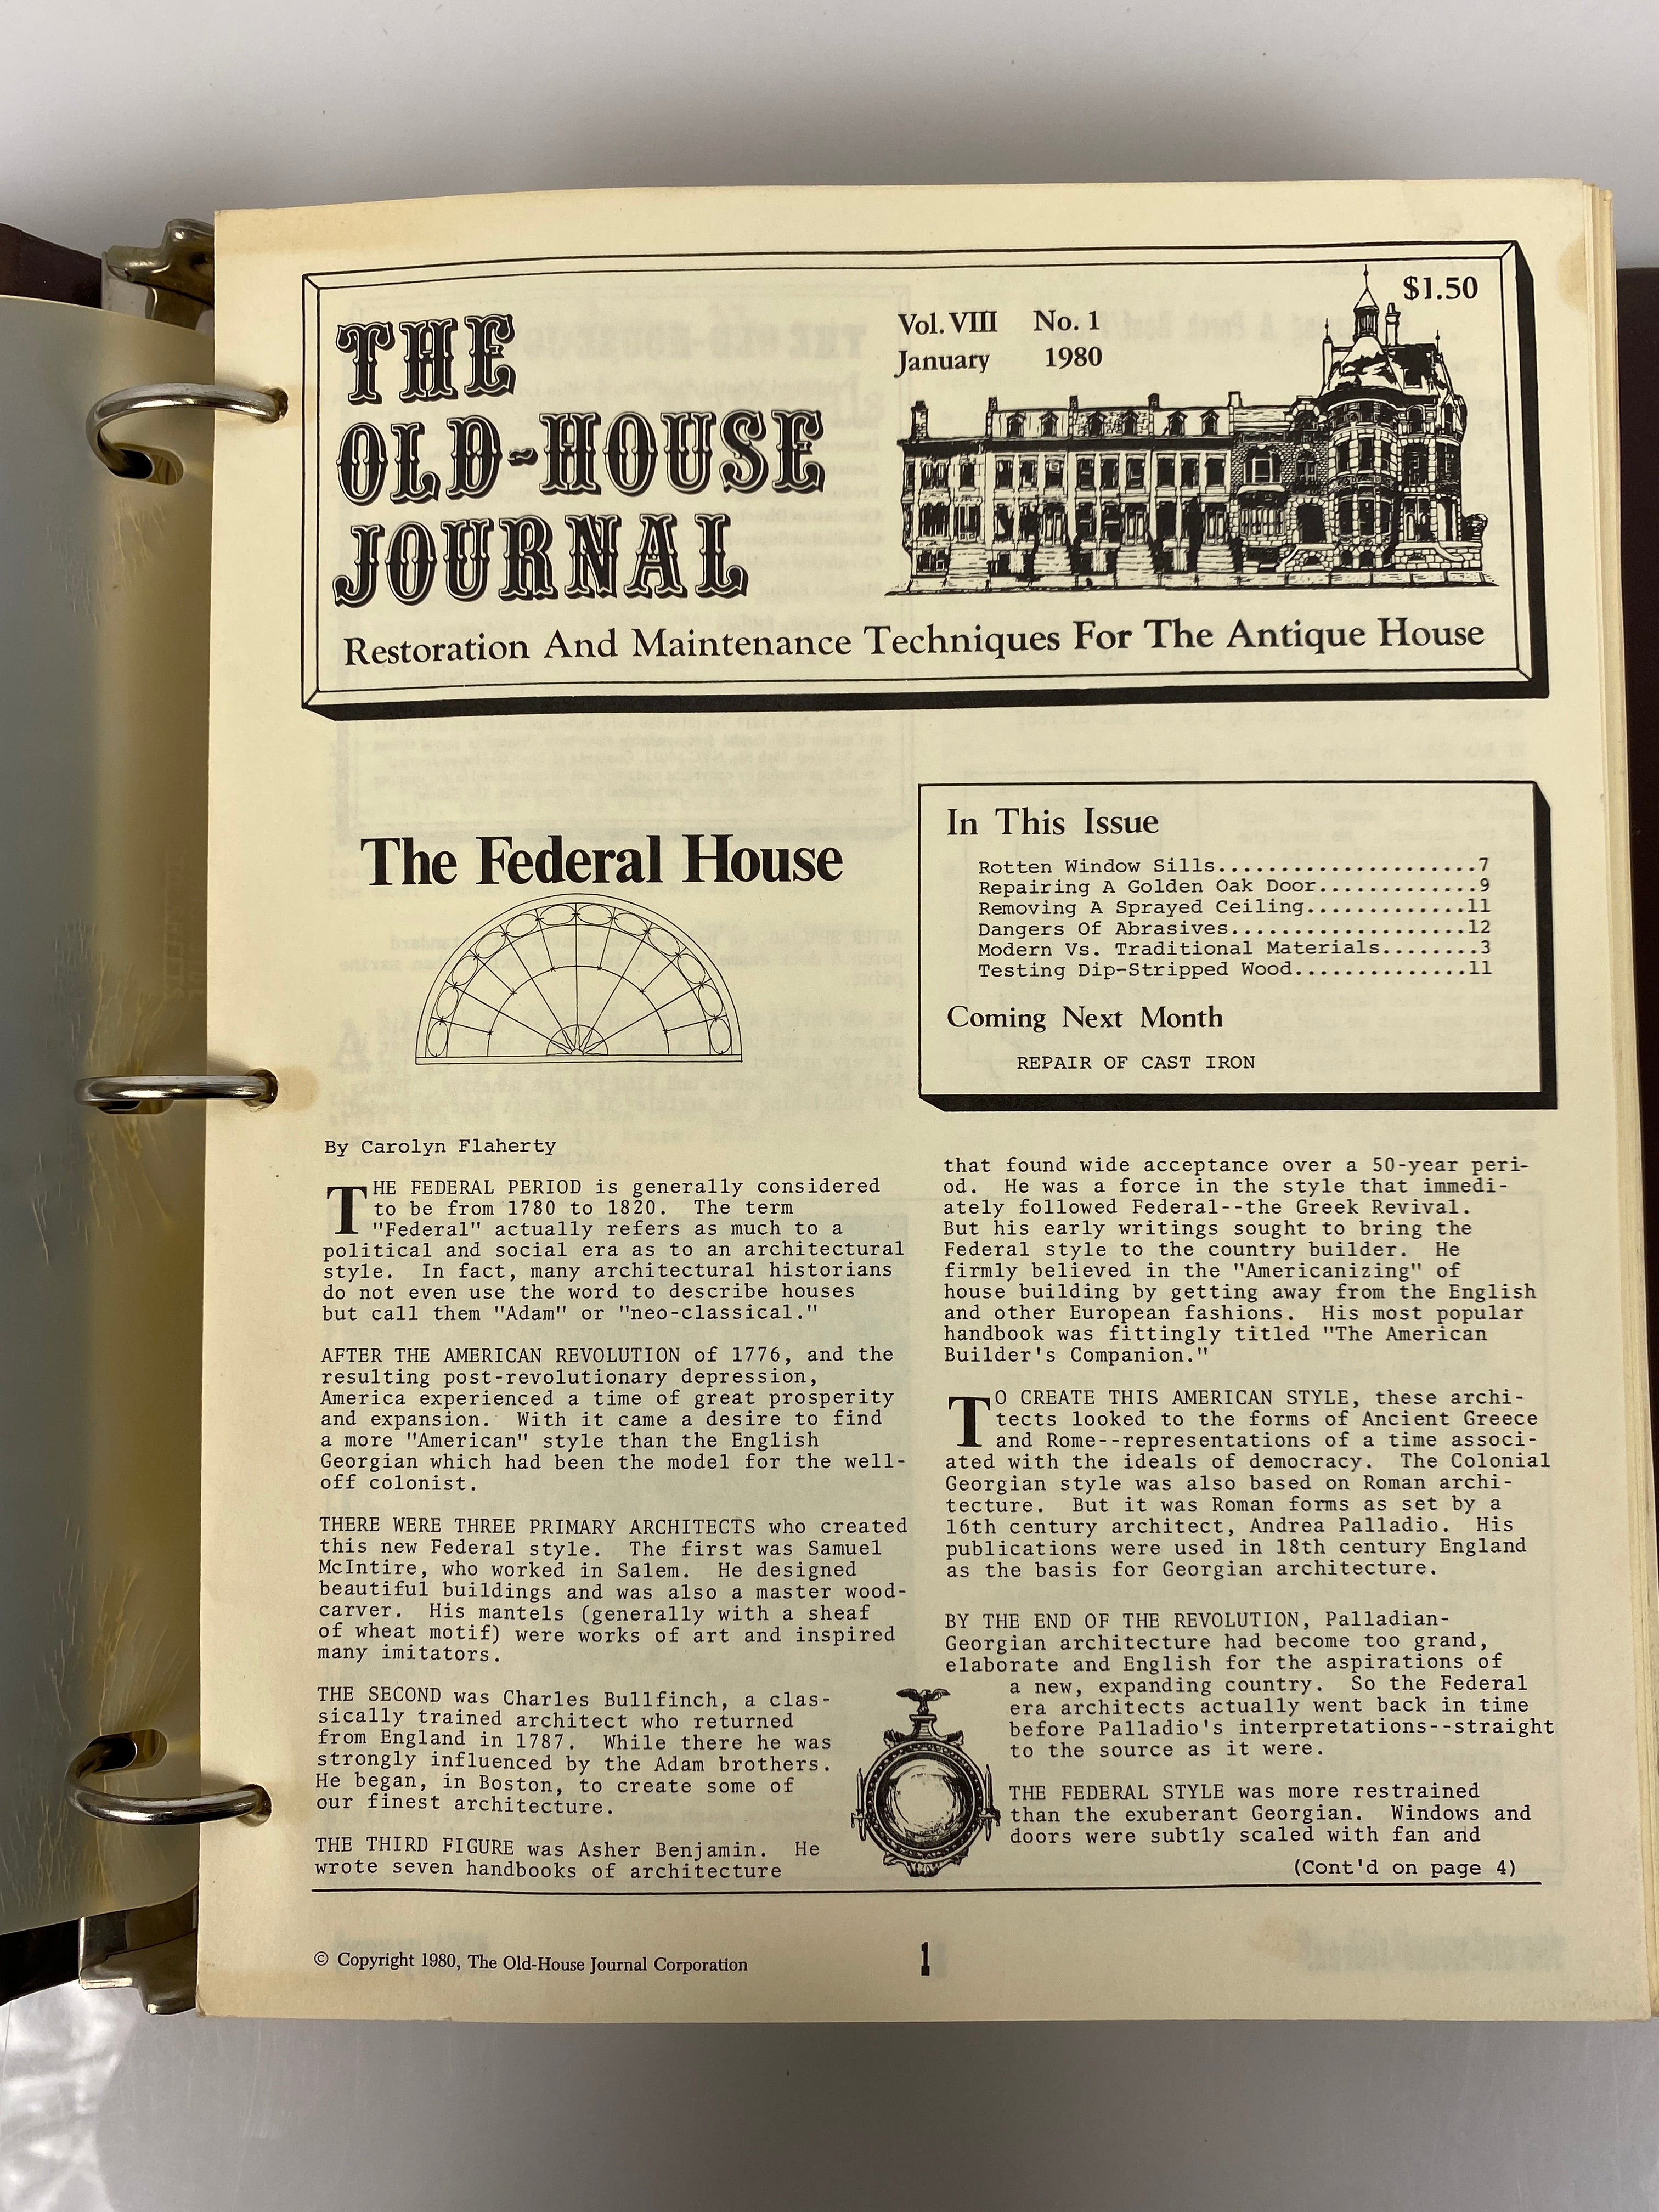 THE
OLD-HOUSE
JOURNAL
Vol. VIII No. 1
January 1980
$1.50
Restoration And Maintenance Techniques For The Antique House
The Federal House
In This Issue
Rotten Window Sills......................7
Repairing A Golden Oak Door.............9
Removing A Sprayed Ceiling.............11
Dangers Of Abrasives...................12
Modern Vs. Traditional Materials........3
Testing Dip-Stripped Wood..............11
Coming Next Month
REPAIR OF CAST IRON
By Carolyn Flaherty
THE FEDERAL PERIOD is generally considered
to be from 1780 to 1820. The term
"Federal" actually refers as much to a
political and social era as to an architectural
style. In fact, many architectural historians
do not even use the word to describe houses
but call them "Adam" or "neo-classical."
AFTER THE AMERICAN REVOLUTION of 1776, and the
resulting post-revolutionary depression,
America experienced a time of great prosperity
and expansion. With it came a desire to find
a more "American" style than the English
Georgian which had been the model for the well-
off colonist.
THERE WERE THREE PRIMARY ARCHITECTS who created
this new Federal style. The first was Samuel
McIntire, who worked in Salem. He designed
beautiful buildings and was also a master wood-
carver. His mantels (generally with a sheaf
of wheat motif) were works of art and inspired
many imitators.
THE SECOND was Charles Bullfinch, a clas-
sically trained architect who returned
from England in 1787. While there he was
strongly influenced by the Adam brothers.
He began, in Boston, to create some of
our finest architecture.
THE THIRD FIGURE was Asher Benjamin. He
wrote seven handbooks of architecture
that found wide acceptance over a 50-year peri-
od. He was a force in the style that immedi-
ately followed Federal--the Greek Revival.
But his early writings sought to bring the
Federal style to the country builder. He
firmly believed in the "Americanizing" of
house building by getting away from the English
and other European fashions. His most popular
handbook was fittingly titled "The American
Builder's Companion."
TO CREATE THIS AMERICAN STYLE, these archi-
tects looked to the forms of Ancient Greece
and Rome--representations of a time associ-
ated with the ideals of democracy. The Colonial
Georgian style was also based on Roman archi-
tecture. But it was Roman forms as set by a
16th century architect, Andrea Palladio. His
publications were used in 18th century England
as the basis for Georgian architecture.
BY THE END OF THE REVOLUTION, Palladian-
Georgian architecture had become too grand,
elaborate and English for the aspirations of
a new, expanding country. So the Federal
era architects actually went back in time
before Palladio's interpretations--straight
to the source as it were.
THE FEDERAL STYLE was more restrained
than the exuberant Georgian. Windows and
doors were subtly scaled with fan and
(Cont'd on page 4)
© Copyright 1980, The Old-House Journal Corporation
1